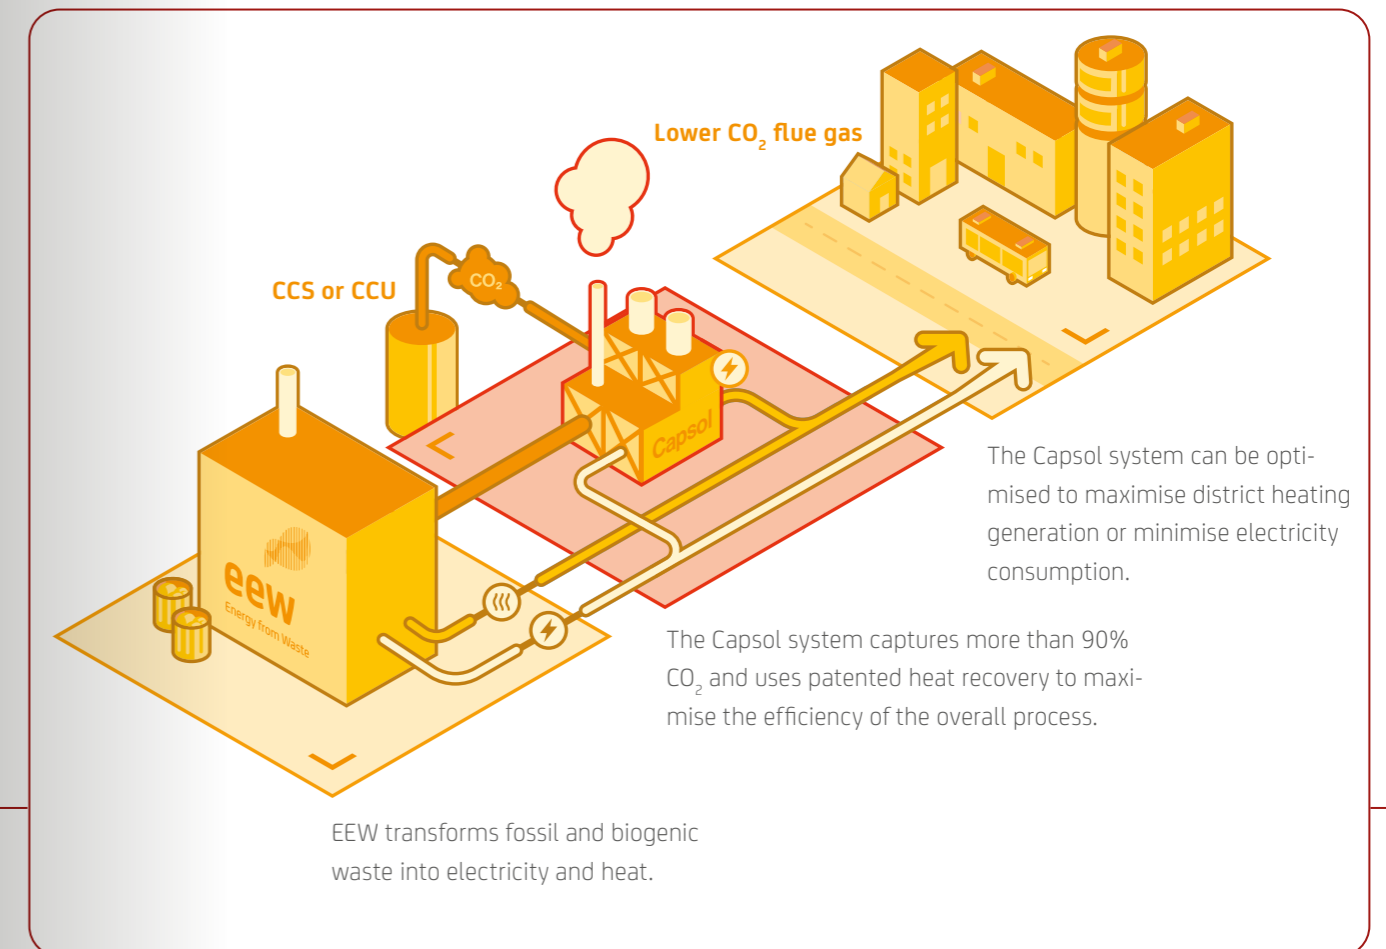 Lower CO₂ flue gas
CO₂
CCS or CCU
Capsol
eew
Energy from Waste
The Capsol system can be opti-
mised to maximise district heating
generation or minimise electricity
consumption.
The Capsol system captures more than 90%
CO₂ and uses patented heat recovery to maxi-
mise the efficiency of the overall process.
EEW transforms fossil and biogenic
waste into electricity and heat.